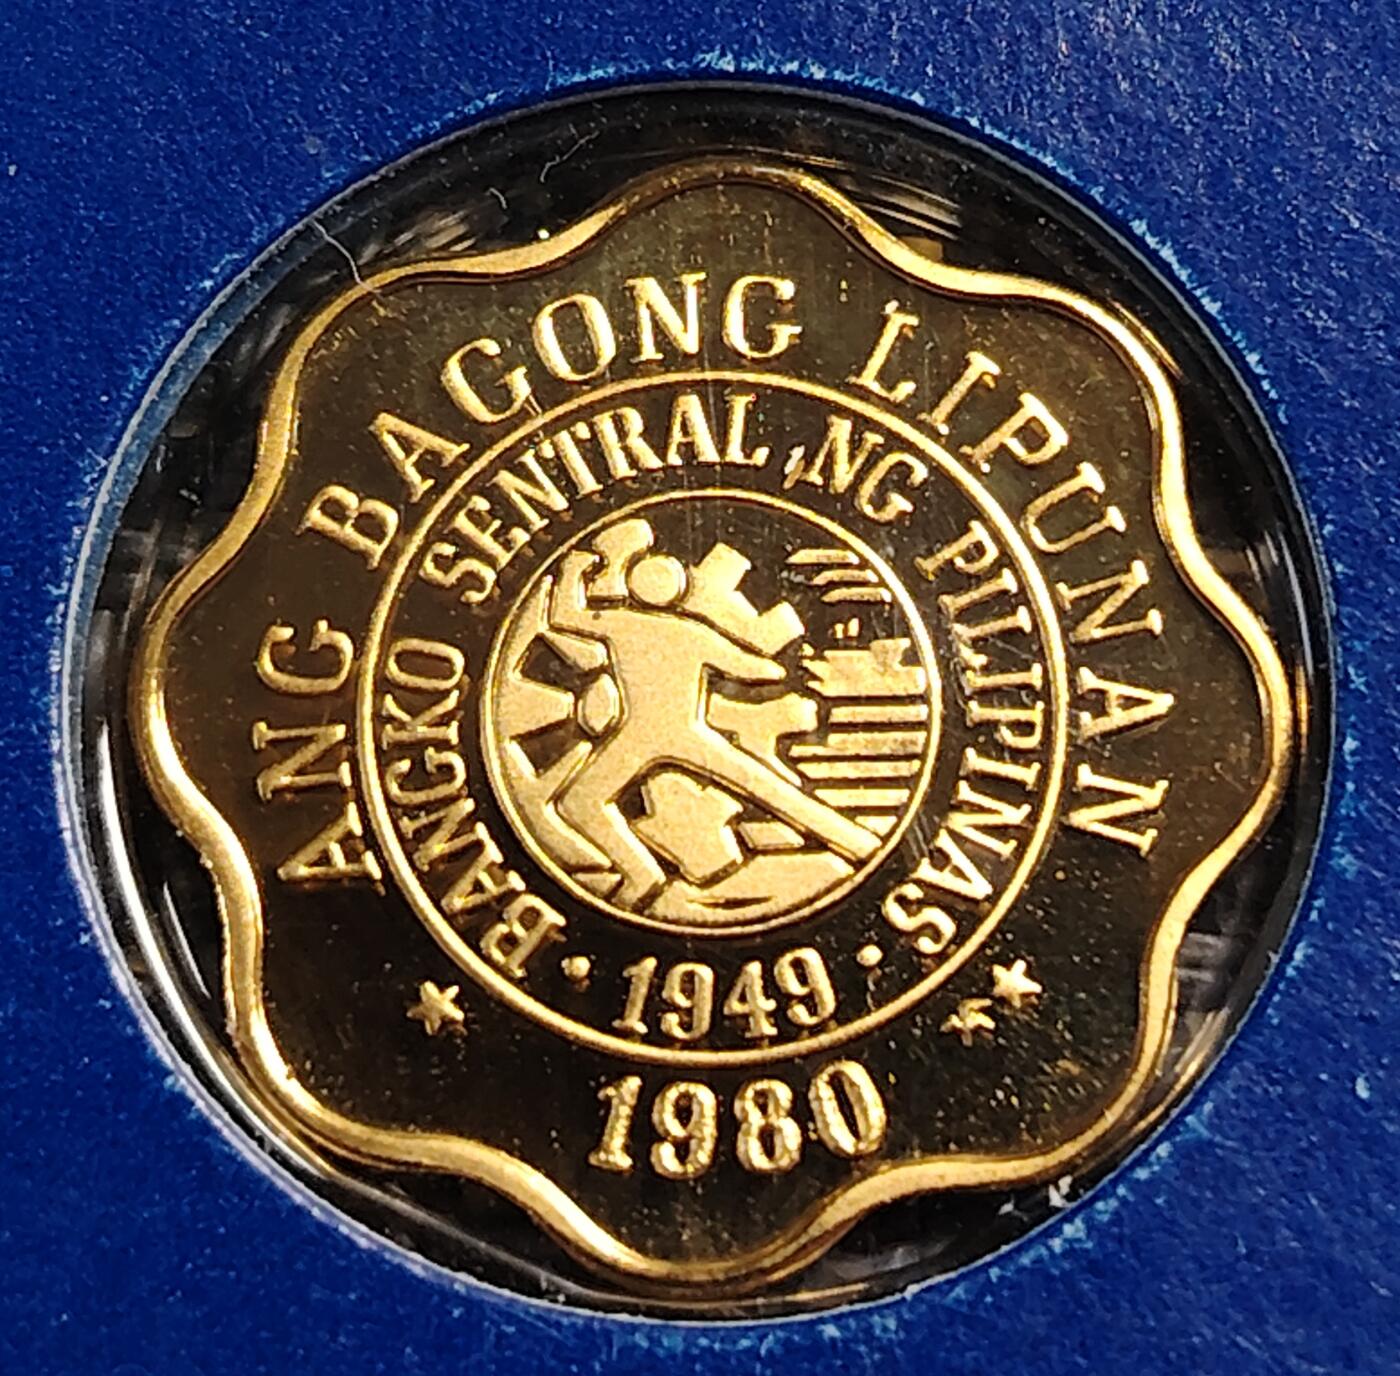 ANG BAGONG LIPUNAN
BANGKO SENTRAL NG PILIPINAS
· 1949 ·
1980